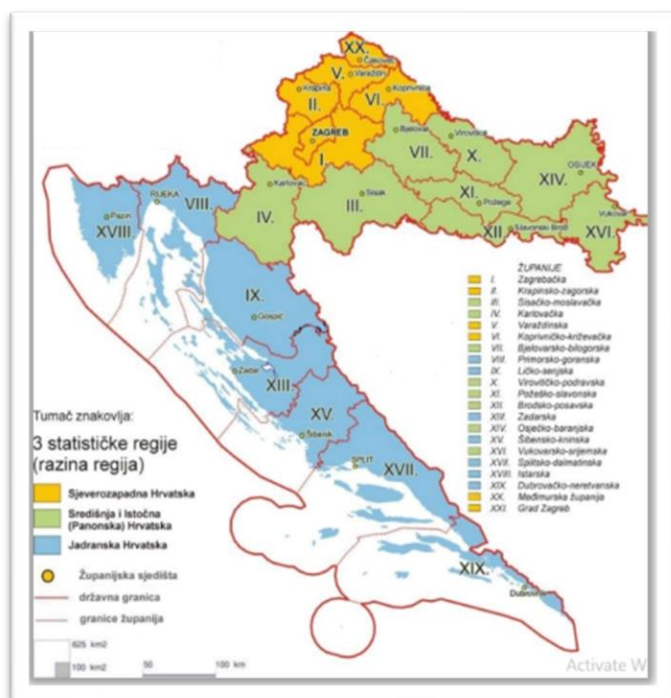 XX.
Čakovec
V.
Varaždin
Krapina
II.
VI.
Koprivnica
ZAGREB
I.
Bjelovar
VII.
Virovitica
X.
XIV.
OSIJEK
Karlovac
IV.
Sisak
III.
XI.
Požega
XII
Slavonski Brod
Vukovar
XVI.
RIJEKA
VIII.
Pazin
XVIII.
IX.
Gospić
Zadar
XIII.
XV.
Šibenik
SPLIT
XVII.
XIX.
Dubrovnik
ŽUPANIJE
I. Zagrebačka
II. Krapinsko-zagorska
III. Sisačko-moslavačka
IV. Karlovačka
V. Varaždinska
VI. Koprivničko-križevačka
VII. Bjelovarsko-bilogorska
VIII. Primorsko-goranska
IX. Ličko-senjska
X. Virovitičko-podravska
XI. Požeško-slavonska
XII. Brodsko-posavska
XIII. Zadarska
XIV. Osječko-baranjska
XV. Šibensko-kninska
XVI. Vukovarsko-srijemska
XVII. Splitsko-dalmatinska
XVIII. Istarska
XIX. Dubrovačko-neretvanska
XX. Međimurska županija
XXI. Grad Zagreb
Tumač znakovlja:
3 statističke regije
(razina regija)
Sjeverozapadna Hrvatska
Središnja i Istočna
(Panonska) Hrvatska
Jadranska Hrvatska
Županijska sjedišta
državna granica
granice županija
625 km2
100 km2
50
100 km
Activate W